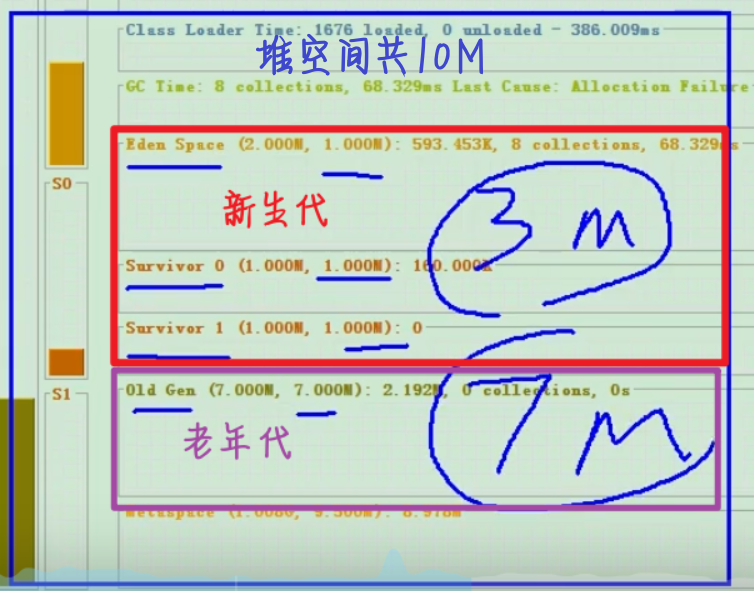 Class Loader Time: 1676 loaded, 0 unloaded - 386.009ms
堆空间共10M
GC Time: 8 collections, 68.329ms Last Cause: Allocation Failure
Eden Space (2.000M, 1.000M): 593.453K, 8 collections, 68.329ms
S0
新生代
3M
Survivor 0 (1.000M, 1.000M): 160.000K
Survivor 1 (1.000M, 1.000M): 0
S1
Old Gen (7.000M, 7.000M): 2.192M, 0 collections, 0s
老年代
7M
Metaspace (1.008G, 9.500M): 8.978M